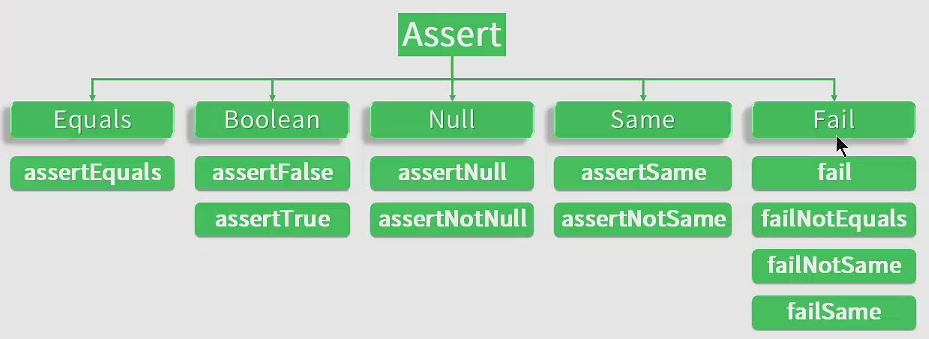 Assert
Equals
Boolean
Null
Same
Fail
assertEquals
assertFalse
assertNull
assertSame
fail
assertTrue
assertNotNull
assertNotSame
failNotEquals
failNotSame
failSame